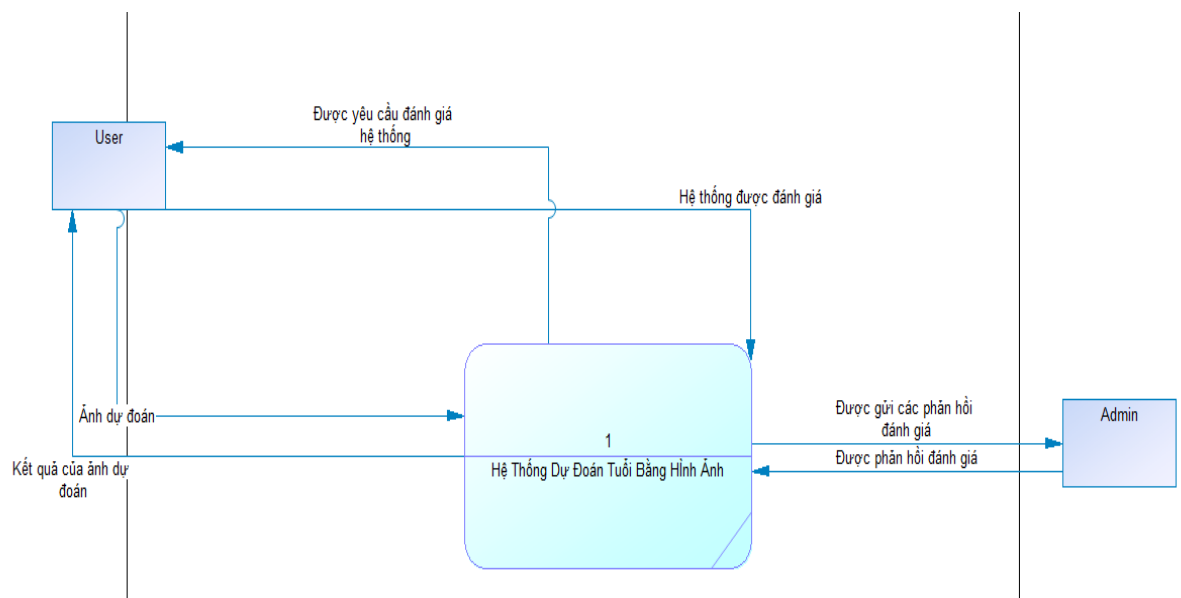 Được yêu cầu đánh giá
hệ thống
User
Hệ thống được đánh giá
Ảnh dự đoán
Kết quả của ảnh dự
đoán
1
Hệ Thống Dự Đoán Tuổi Bằng HÌnh Ảnh
Được gửi các phản hồi
đánh giá
Được phản hồi đánh giá
Admin